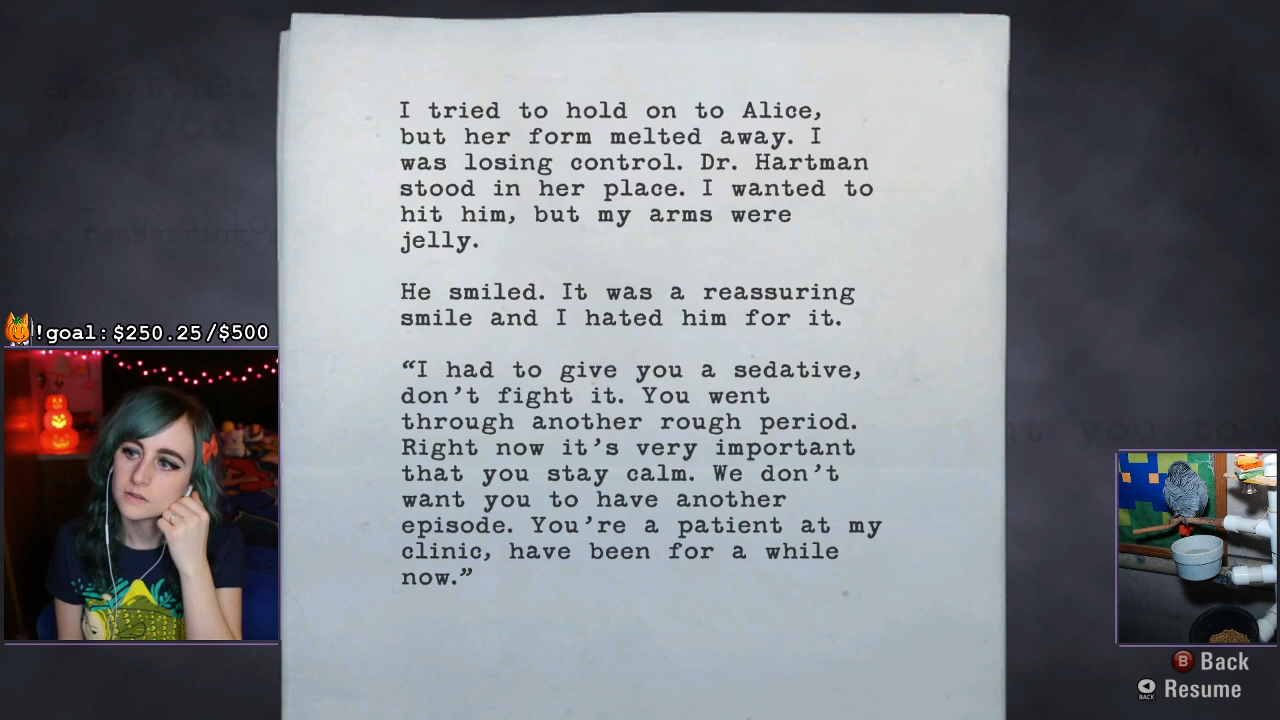 I tried to hold on to Alice,
but her form melted away. I
was losing control. Dr. Hartman
stood in her place. I wanted to
hit him, but my arms were
jelly.
He smiled. It was a reassuring
smile and I hated him for it.
“I had to give you a sedative,
don’t fight it. You went
through another rough period.
Right now it’s very important
that you stay calm. We don’t
want you to have another
episode. You’re a patient at my
clinic, have been for a while
now.”
!goal: $250.25/$500
B Back
BACK Resume